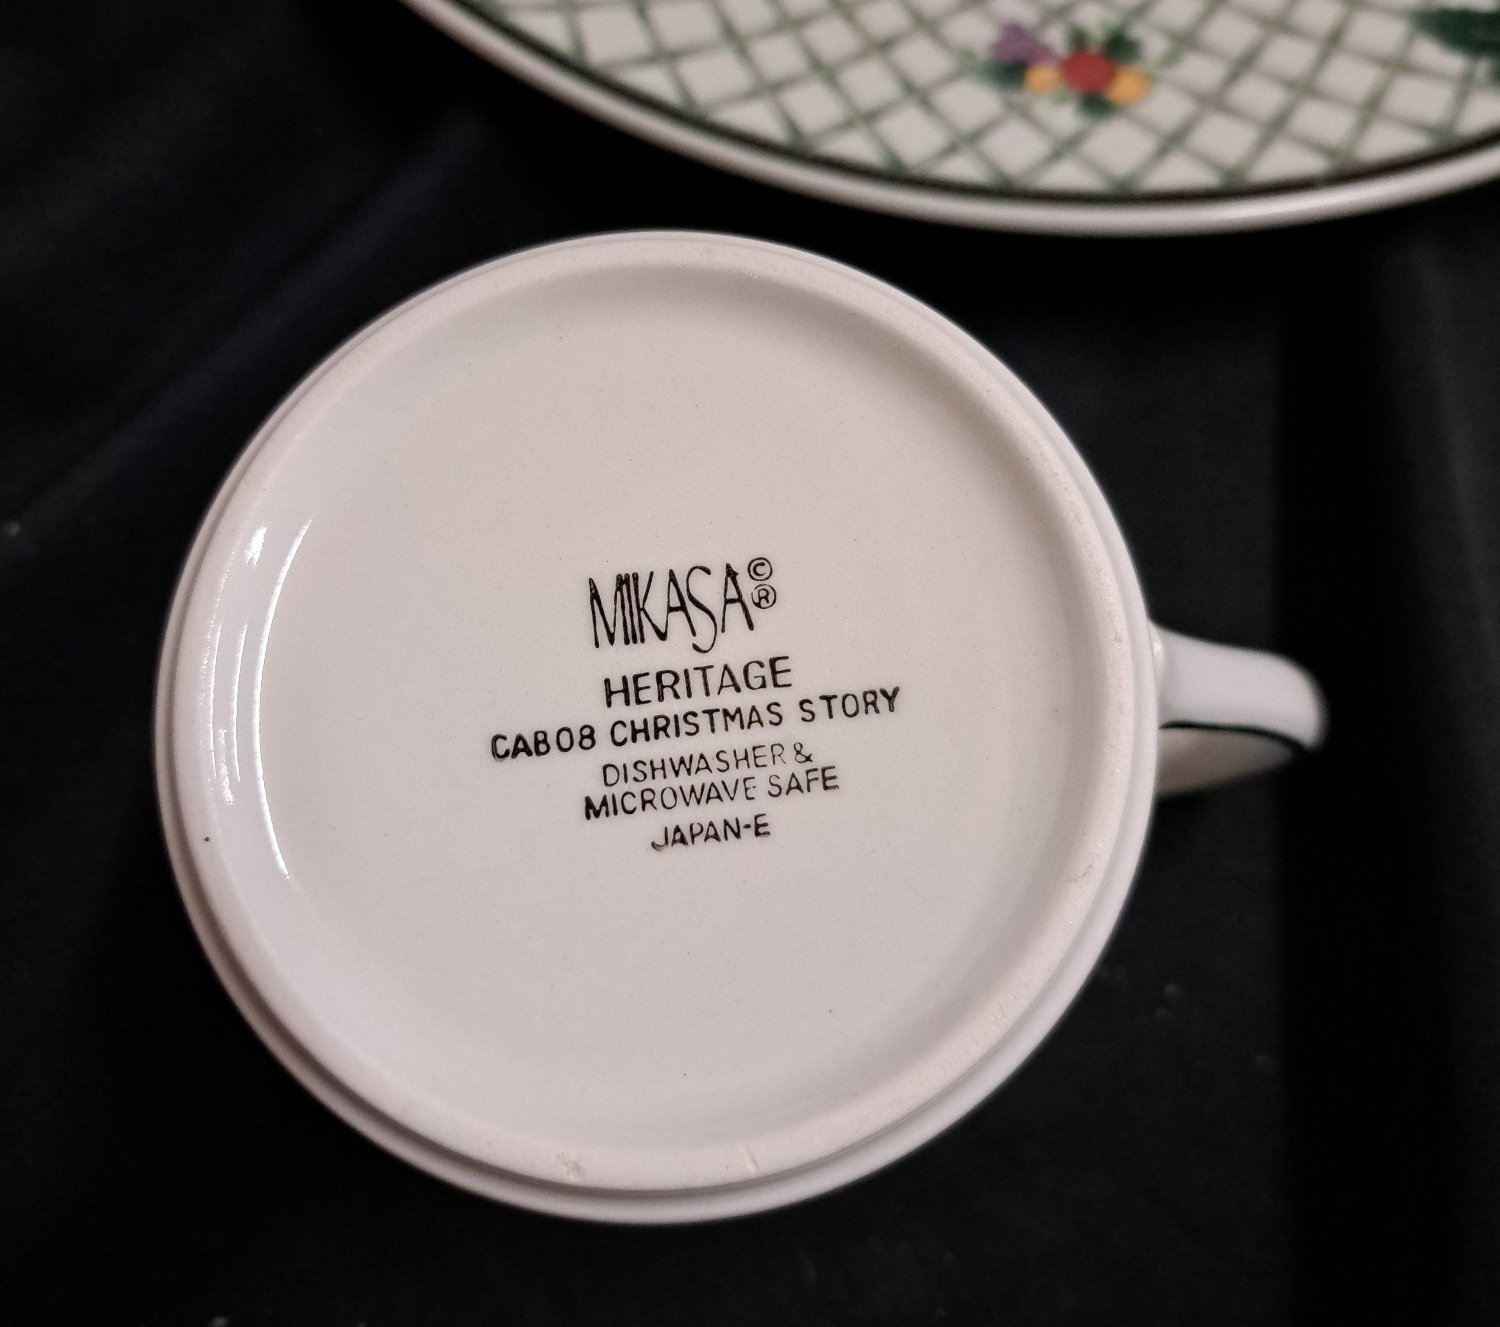 MIKASA © ®
HERITAGE
CAB08 CHRISTMAS STORY
DISHWASHER &
MICROWAVE SAFE
JAPAN-E